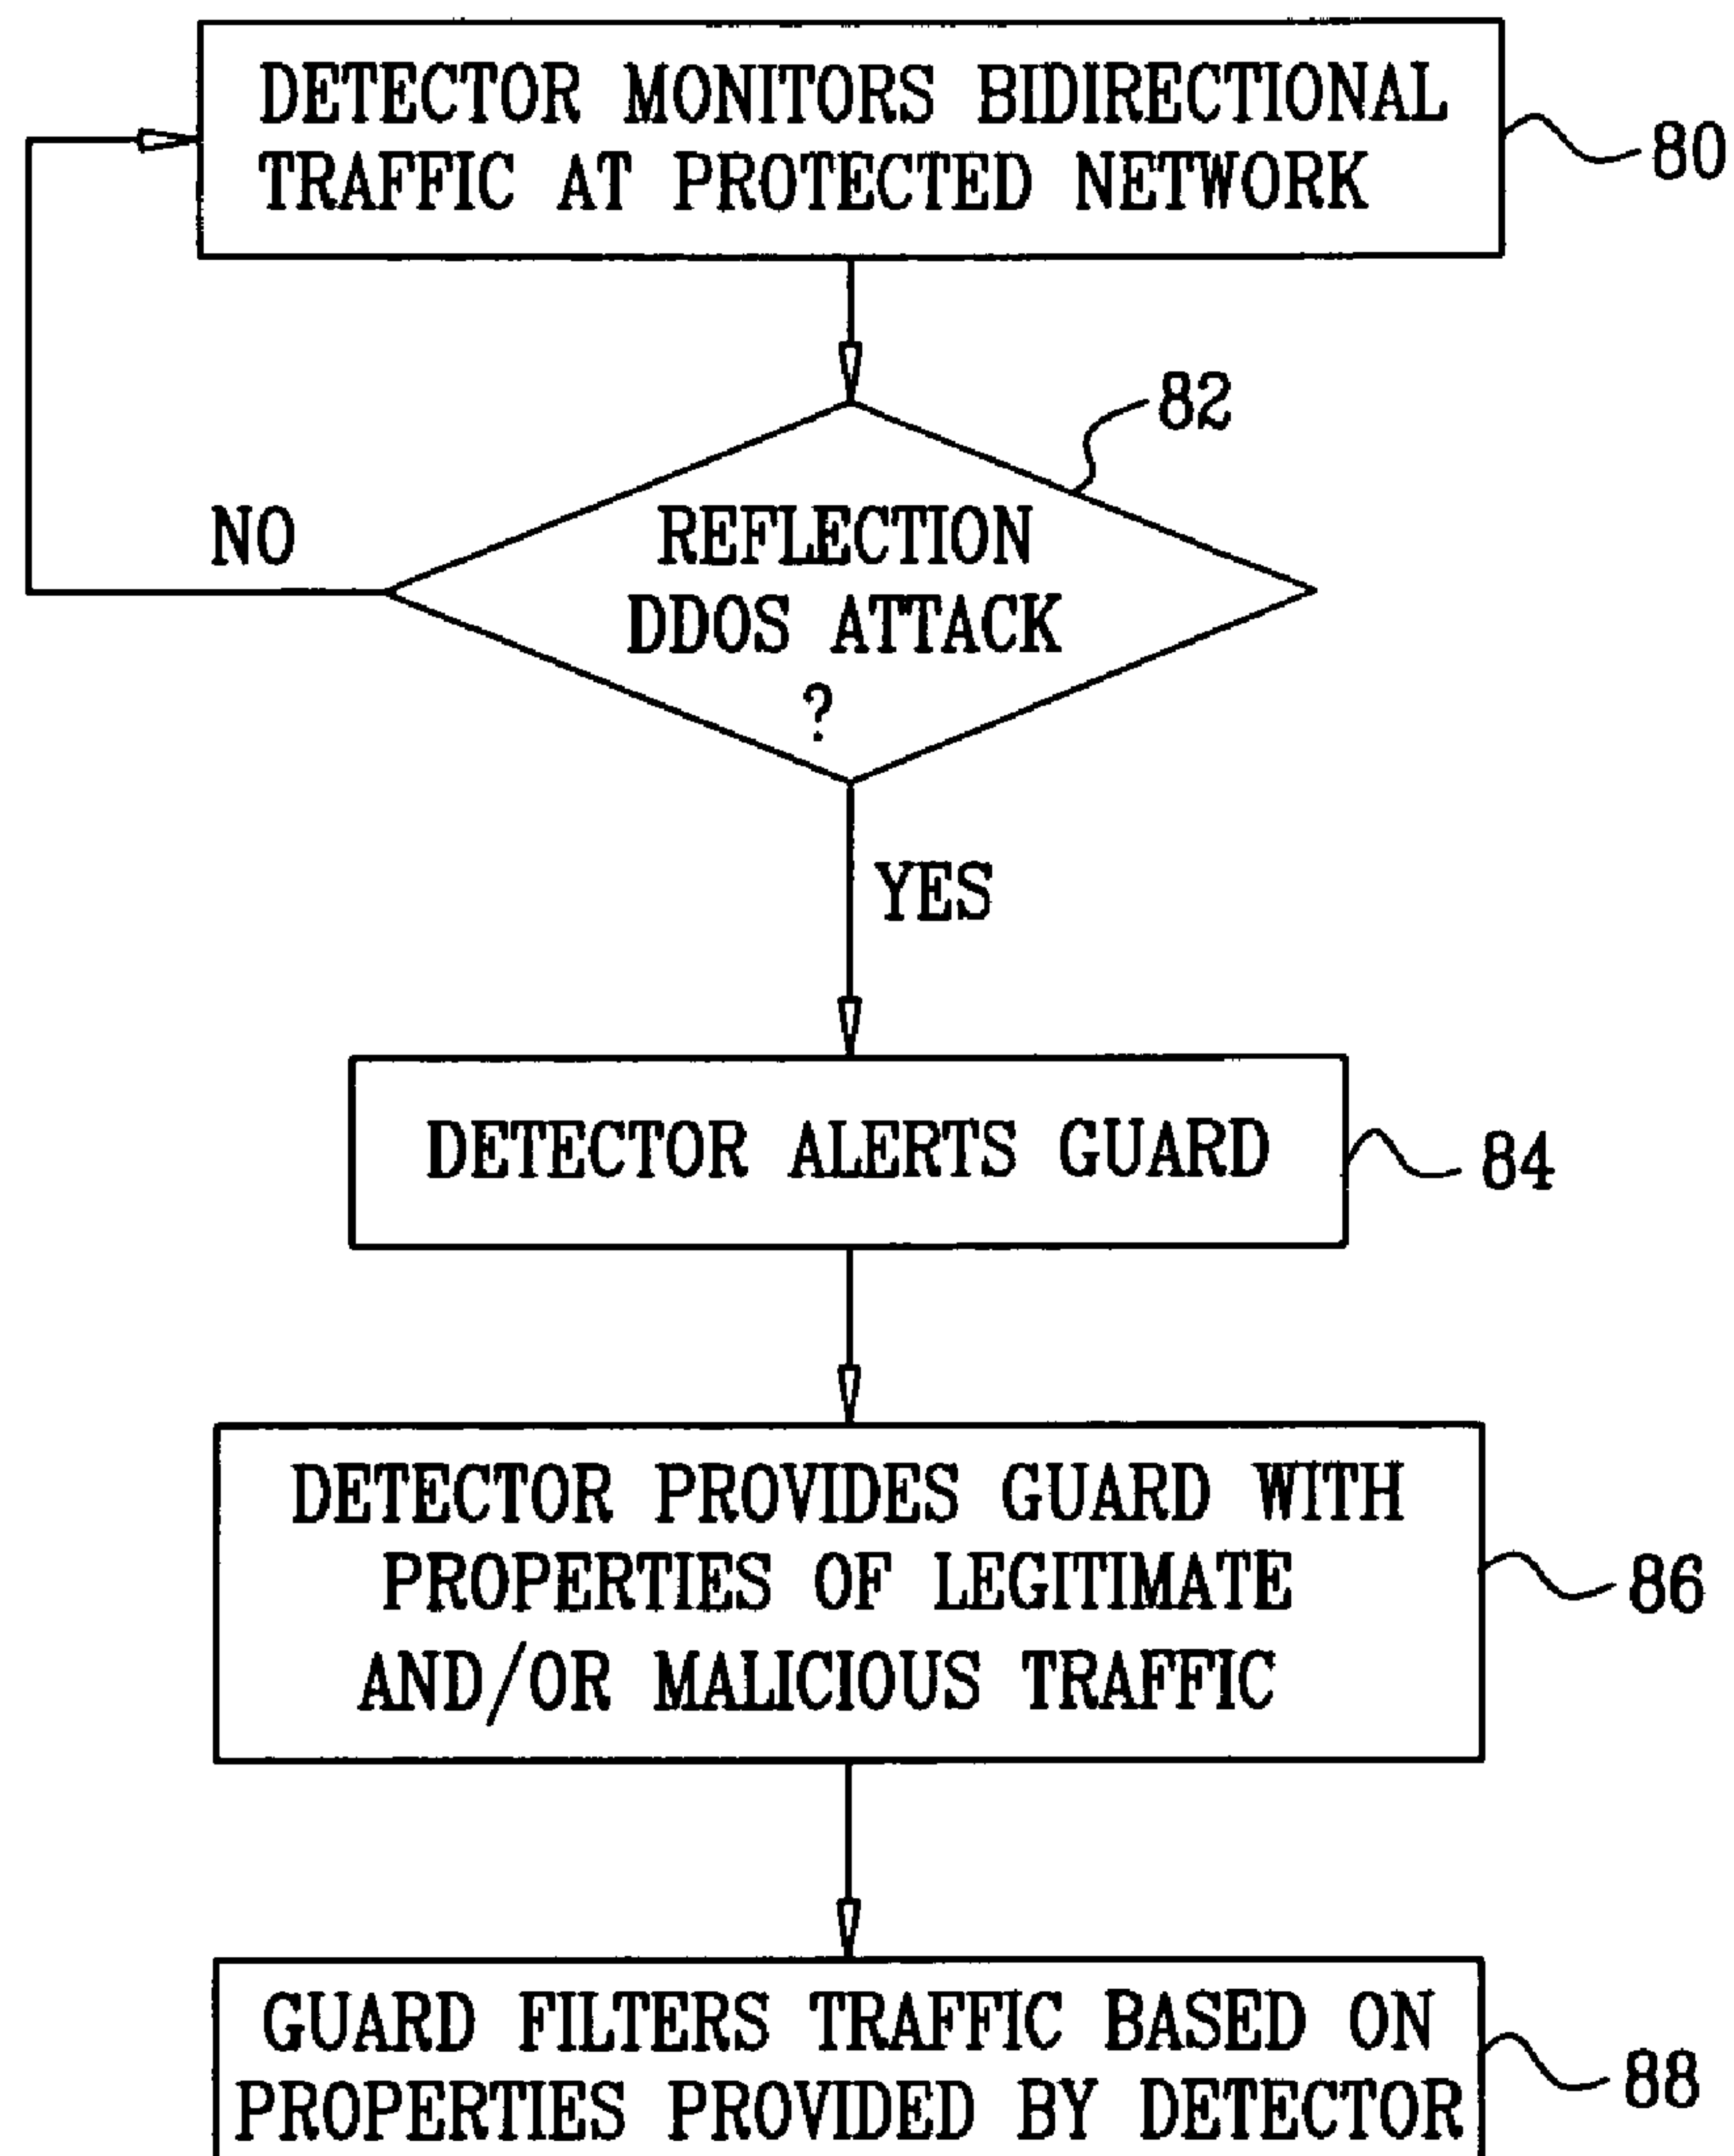 DETECTOR MONITORS BIDIRECTIONAL
TRAFFIC AT PROTECTED NETWORK
80
82
NO
REFLECTION
DDOS ATTACK
?
YES
DETECTOR ALERTS GUARD
84
DETECTOR PROVIDES GUARD WITH
PROPERTIES OF LEGITIMATE
AND/OR MALICIOUS TRAFFIC
86
GUARD FILTERS TRAFFIC BASED ON
PROPERTIES PROVIDED BY DETECTOR
88